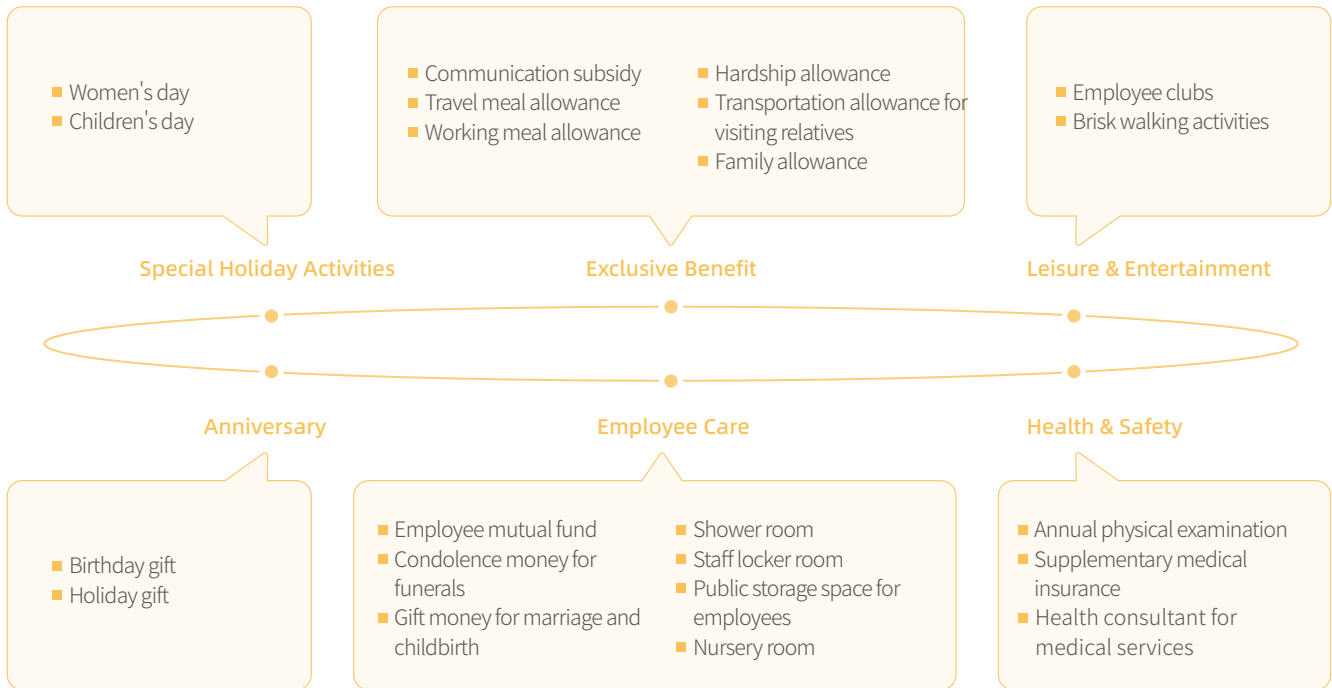 Women's day
Children's day
Communication subsidy
Travel meal allowance
Working meal allowance
Hardship allowance
Transportation allowance for
visiting relatives
Family allowance
Employee clubs
Brisk walking activities
Special Holiday Activities
Exclusive Benefit
Leisure & Entertainment
Anniversary
Employee Care
Health & Safety
Birthday gift
Holiday gift
Employee mutual fund
Condolence money for
funerals
Gift money for marriage and
childbirth
Shower room
Staff locker room
Public storage space for
employees
Nursery room
Annual physical examination
Supplementary medical
insurance
Health consultant for
medical services